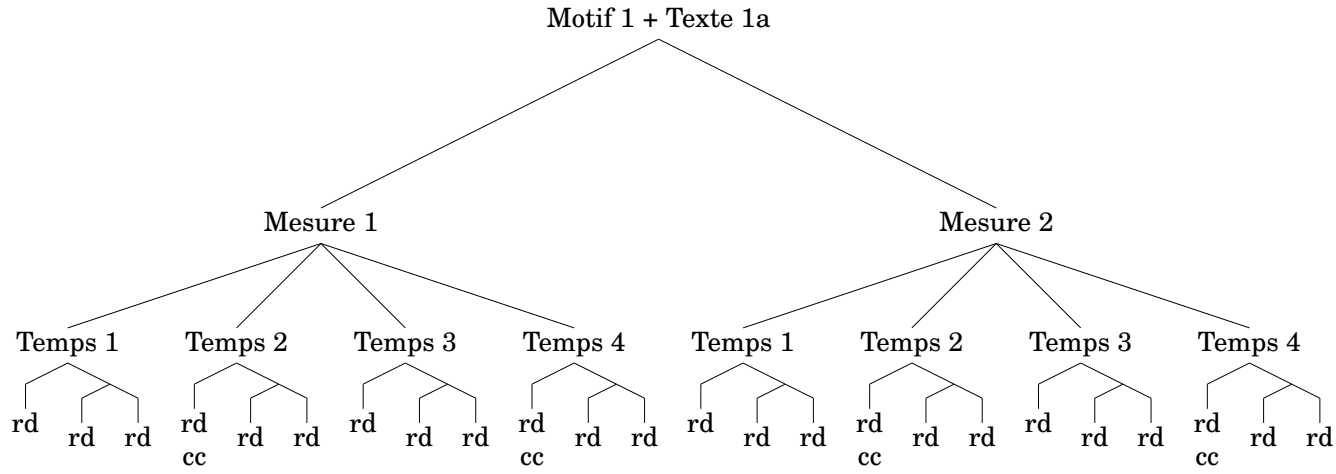 Motif 1 + Texte 1a
Mesure 1 Mesure 2
Temps 1 Temps 2 Temps 3 Temps 4 Temps 1 Temps 2 Temps 3 Temps 4
rd rd rd rd rd rd rd rd rd rd rd rd rd rd rd rd rd rd rd rd rd rd rd rd
cc cc cc cc